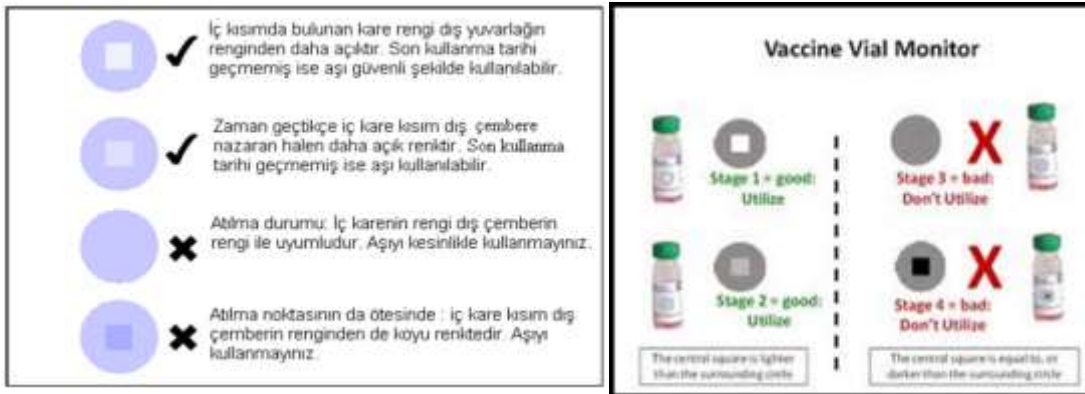 İç kısımda bulunan kare rengi dış yuvarlağın
renginden daha açıktır. Son kullanma tarihi
geçmemiş ise aşı güvenli şekilde kullanılabilir.
Zaman geçtikçe iç kare kısım dış çembere
nazaran halen daha açık renktir. Son kullanma
tarihi geçmemiş ise aşı kullanılabilir.
Atılma durumu: İç karenin rengi dış çemberin
rengi ile uyumludur. Aşıyı kesinlikle kullanmayınız.
Atılma noktasının da ötesinde : iç kare kısım dış
çemberin renginden de koyu renktedir. Aşıyı
kullanmayınız.
Vaccine Vial Monitor
Stage 1 = good:
Utilize
Stage 2 = good:
Utilize
The central square is lighter
than the surrounding circle
X
Stage 3 = bad:
Don't Utilize
X
Stage 4 = bad:
Don't Utilize
The central square is equal to, or
darker than the surrounding circle